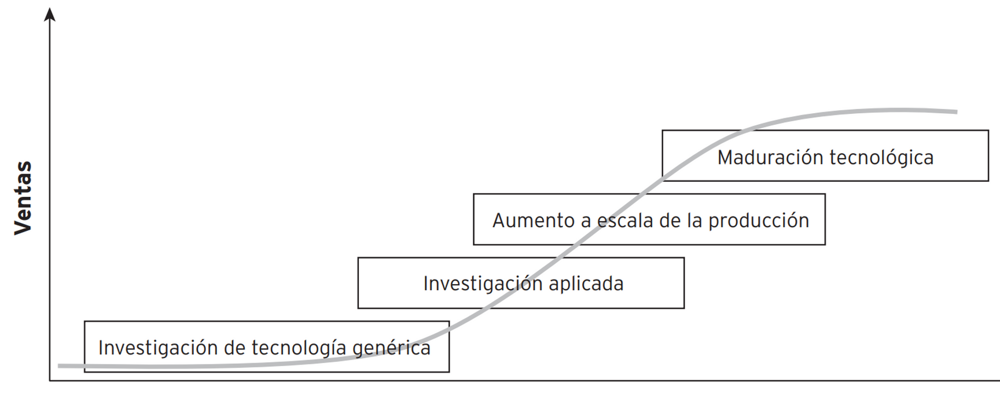 Ventas
Maduración tecnológica
Aumento a escala de la producción
Investigación aplicada
Investigación de tecnología genérica